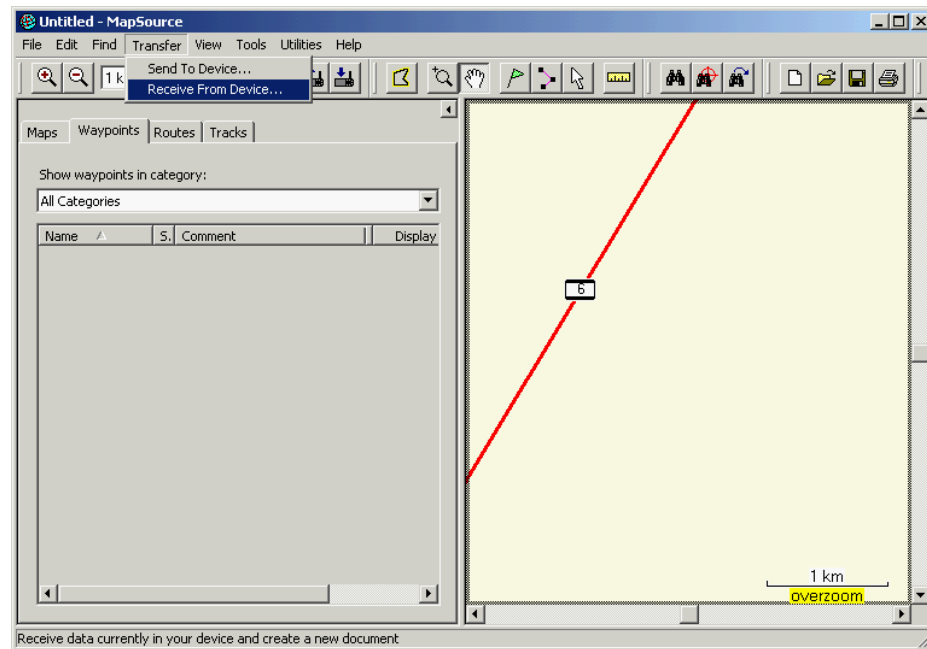 Untitled - MapSource
File Edit Find Transfer View Tools Utilities Help
Send To Device...
Receive From Device...
1 k
Maps Waypoints Routes Tracks
Show waypoints in category:
All Categories
Name S. Comment Display
6
1 km
overzoom
Receive data currently in your device and create a new document